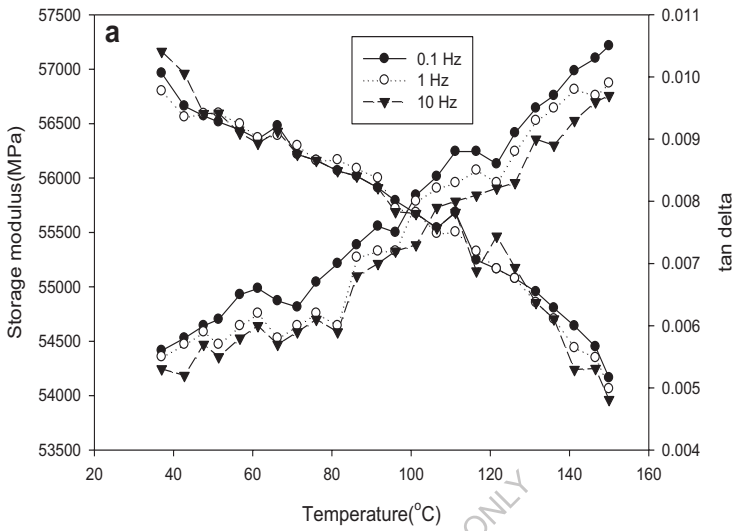 a
0.1 Hz
1 Hz
10 Hz
57500
57000
56500
56000
55500
55000
54500
54000
53500
Storage modulus(MPa)
0.011
0.010
0.009
0.008
0.007
0.006
0.005
0.004
tan delta
20 40 60 80 100 120 140 160
Temperature(°C)
ONLY